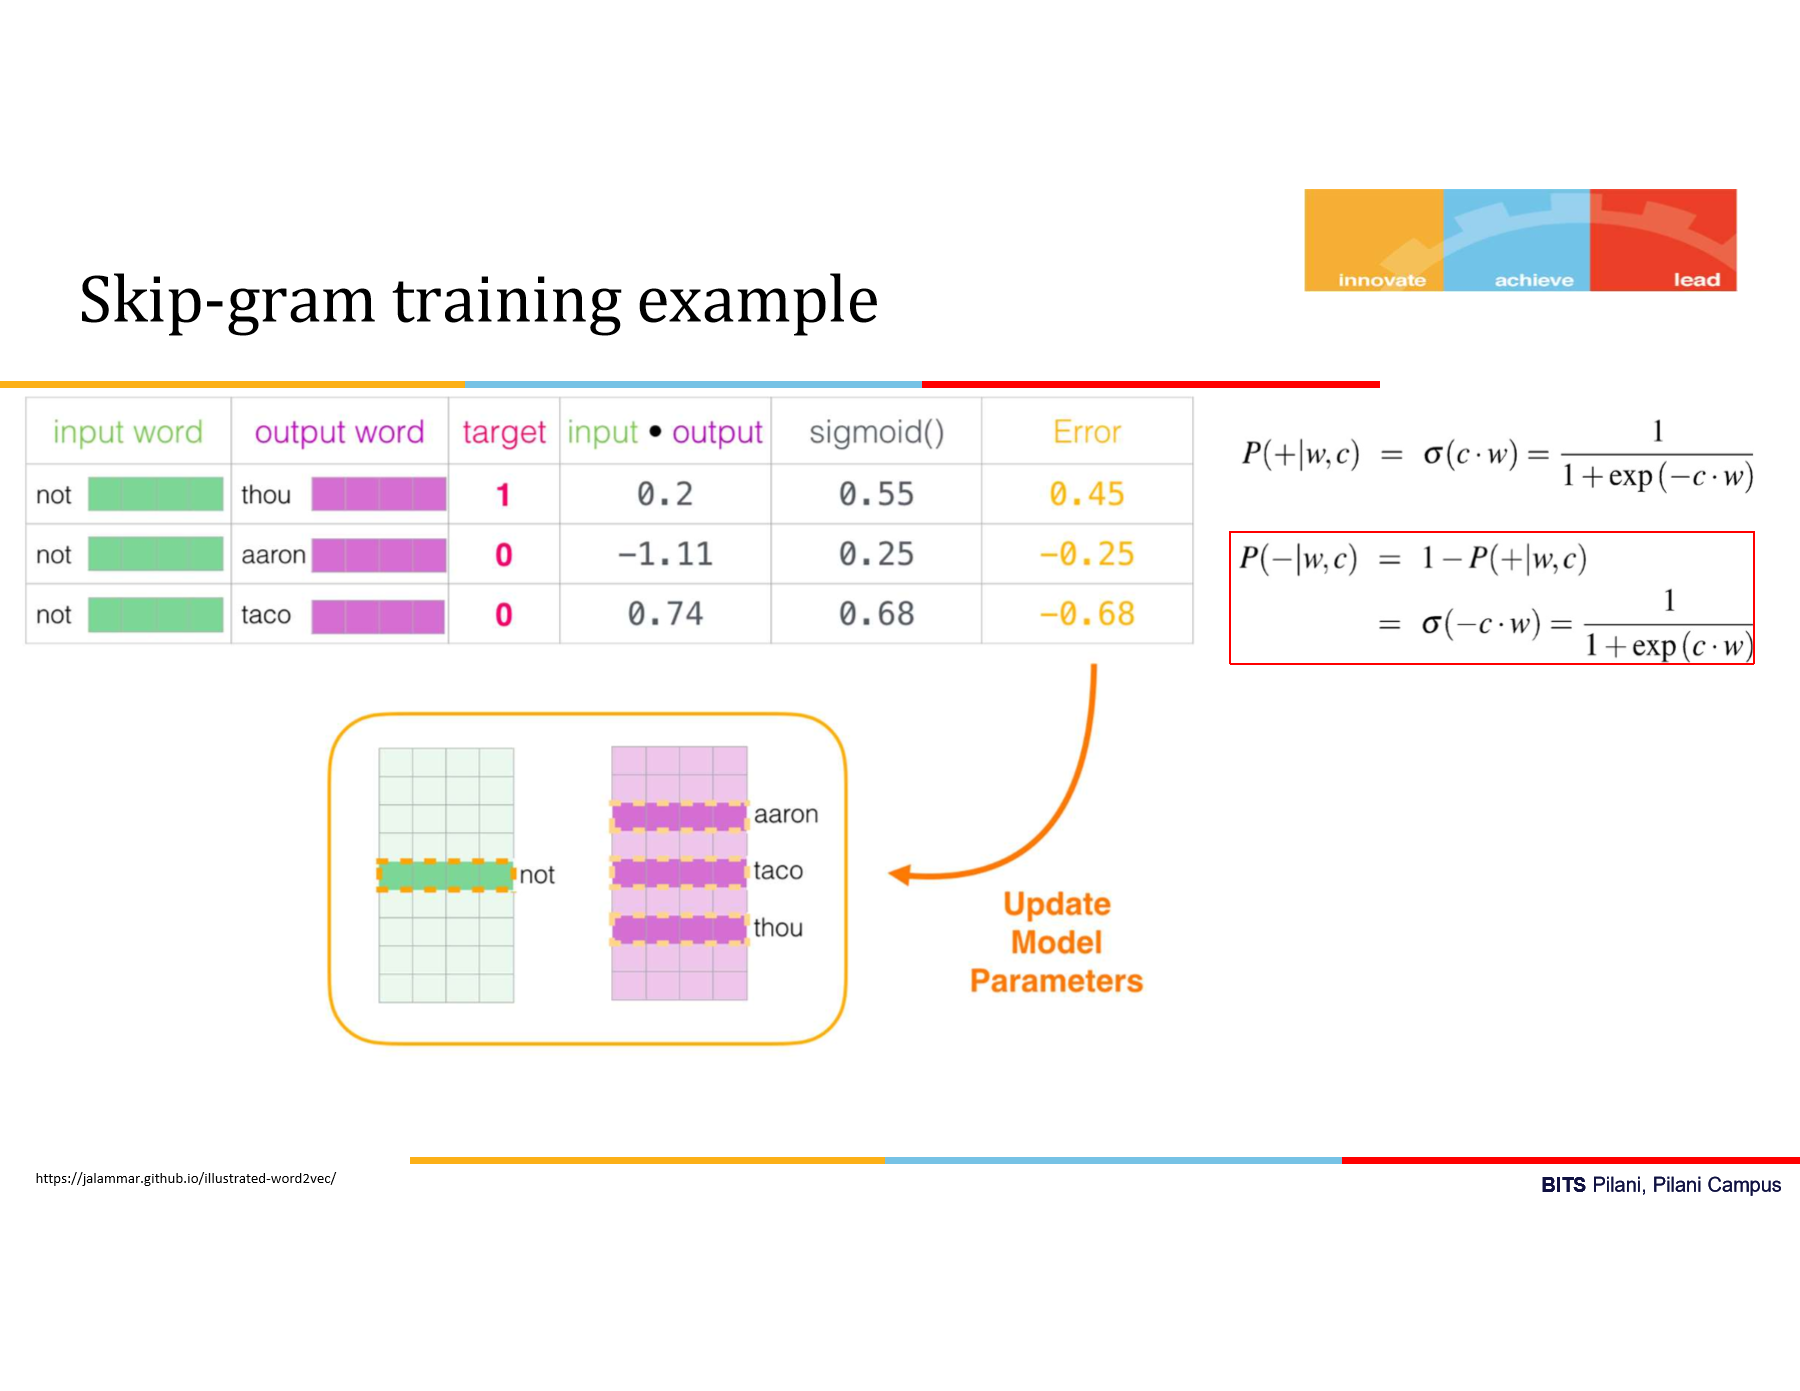 innovate achieve lead
Skip-gram training example
input word output word target input • output sigmoid() Error
not thou 1 0.2 0.55 0.45
not aaron 0 −1.11 0.25 −0.25
not taco 0 0.74 0.68 −0.68
P(+|w,c) = σ(c · w) = 1 / (1 + exp(−c · w))
P(−|w,c) = 1 − P(+|w,c)
= σ(−c · w) = 1 / (1 + exp(c · w))
not
aaron
taco
thou
Update
Model
Parameters
https://jalammar.github.io/illustrated-word2vec/
BITS Pilani, Pilani Campus